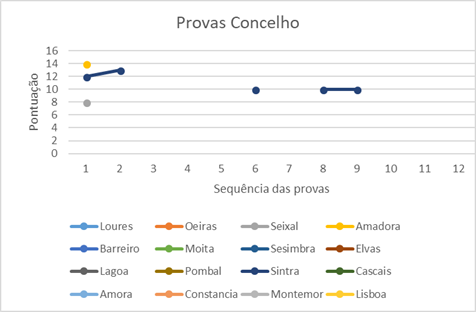 Provas Concelho
16
14
12
10
8
6
4
2
0
Pontuação
1 2 3 4 5 6 7 8 9 10 11 12
Sequência das provas
Loures Oeiras Seixal Amadora
Barreiro Moita Sesimbra Elvas
Lagoa Pombal Sintra Cascais
Amora Constancia Montemor Lisboa